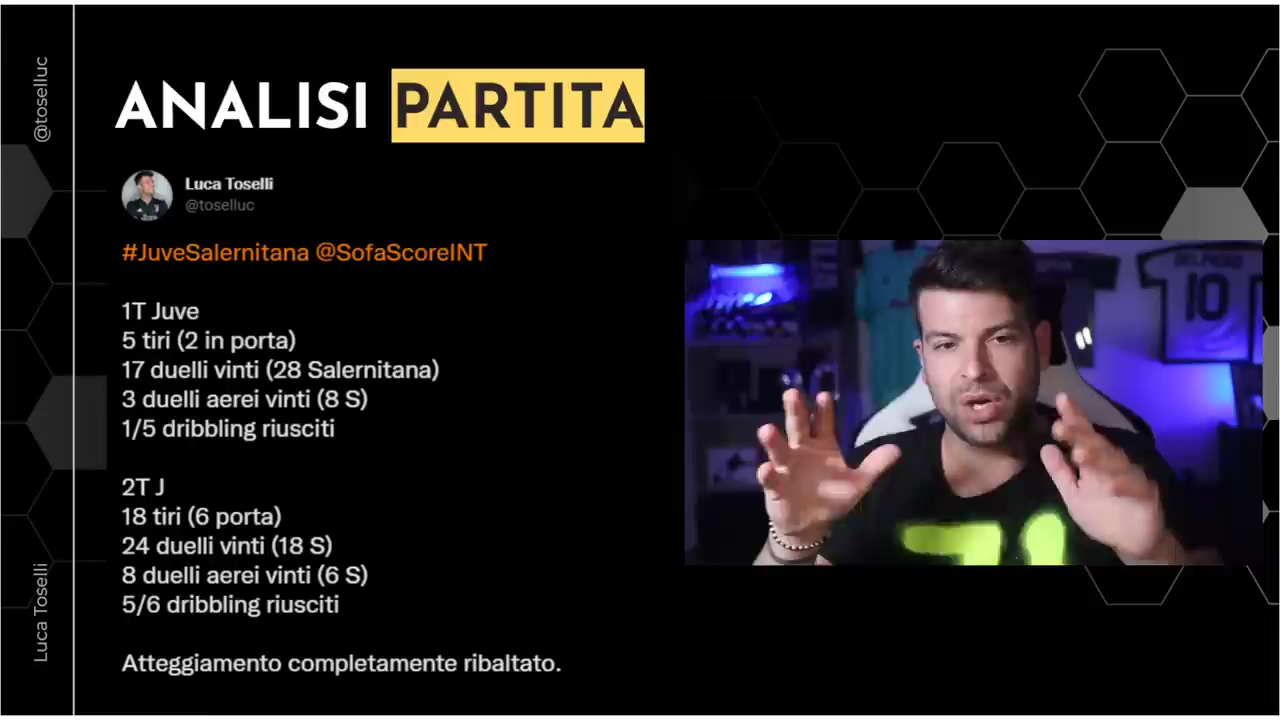 @toselluc
Luca Toselli
ANALISI PARTITA
Luca Toselli
@toselluc
#JuveSalernitana @SofaScoreINT
1T Juve
5 tiri (2 in porta)
17 duelli vinti (28 Salernitana)
3 duelli aerei vinti (8 S)
1/5 dribbling riusciti
2T J
18 tiri (6 porta)
24 duelli vinti (18 S)
8 duelli aerei vinti (6 S)
5/6 dribbling riusciti
Atteggiamento completamente ribaltato.
10